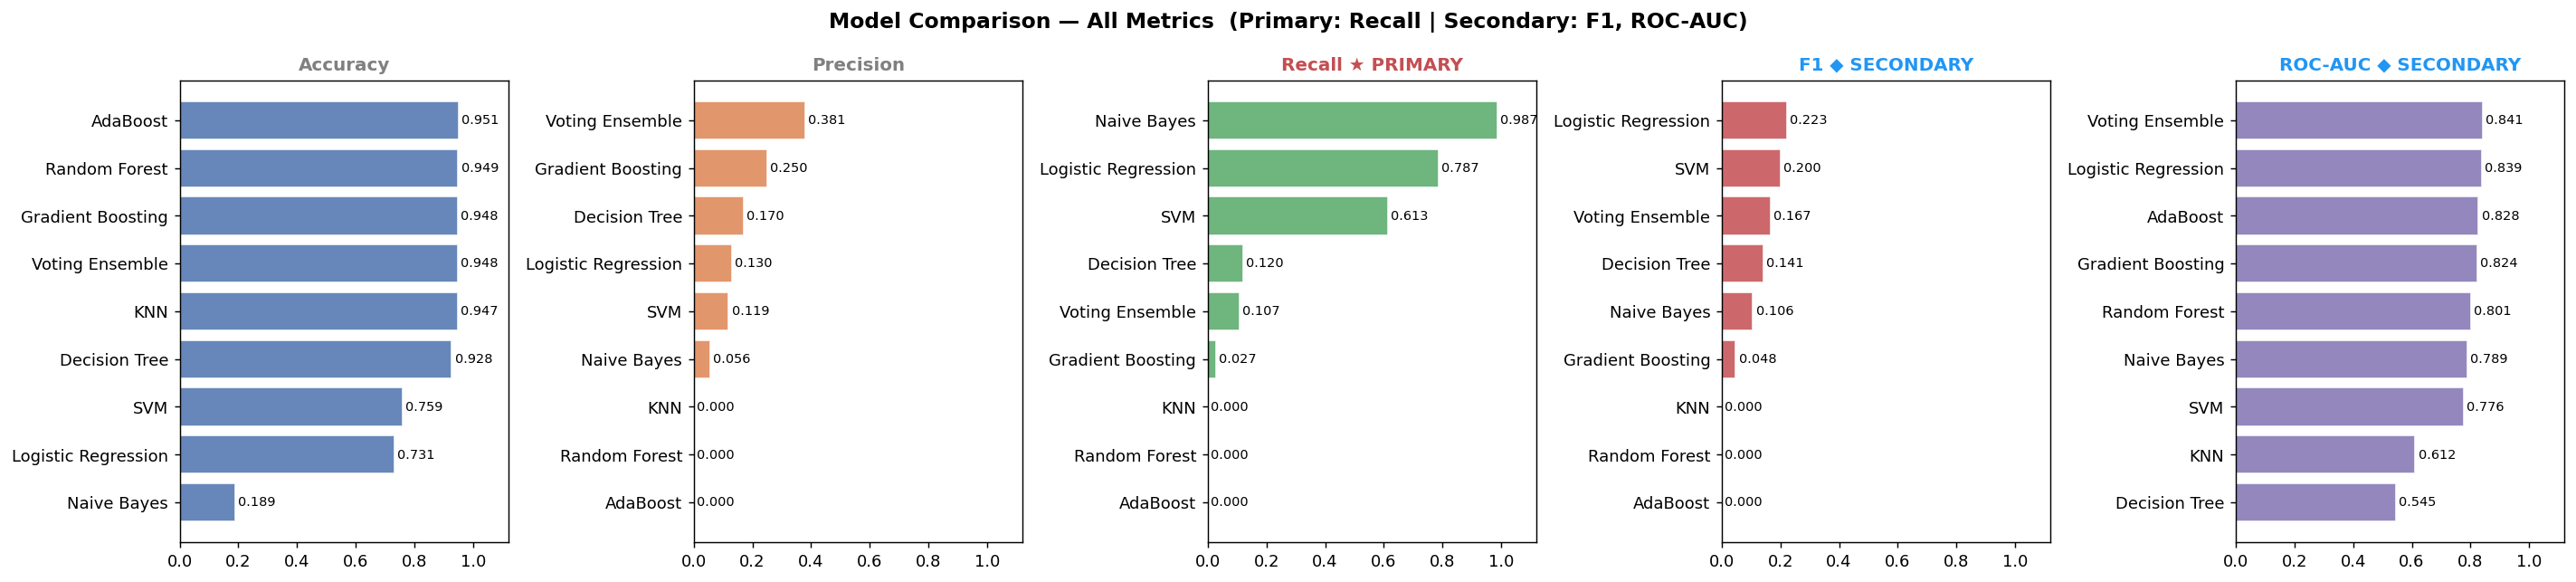 Model Comparison — All Metrics  (Primary: Recall | Secondary: F1, ROC-AUC)
Accuracy
AdaBoost 0.951
Random Forest 0.949
Gradient Boosting 0.948
Voting Ensemble 0.948
KNN 0.947
Decision Tree 0.928
SVM 0.759
Logistic Regression 0.731
Naive Bayes 0.189
0.0 0.2 0.4 0.6 0.8 1.0
Precision
Voting Ensemble 0.381
Gradient Boosting 0.250
Decision Tree 0.170
Logistic Regression 0.130
SVM 0.119
Naive Bayes 0.056
KNN 0.000
Random Forest 0.000
AdaBoost 0.000
0.0 0.2 0.4 0.6 0.8 1.0
Recall ★ PRIMARY
Naive Bayes 0.987
Logistic Regression 0.787
SVM 0.613
Decision Tree 0.120
Voting Ensemble 0.107
Gradient Boosting 0.027
KNN 0.000
Random Forest 0.000
AdaBoost 0.000
0.0 0.2 0.4 0.6 0.8 1.0
F1 ◆ SECONDARY
Logistic Regression 0.223
SVM 0.200
Voting Ensemble 0.167
Decision Tree 0.141
Naive Bayes 0.106
Gradient Boosting 0.048
KNN 0.000
Random Forest 0.000
AdaBoost 0.000
0.0 0.2 0.4 0.6 0.8 1.0
ROC-AUC ◆ SECONDARY
Voting Ensemble 0.841
Logistic Regression 0.839
AdaBoost 0.828
Gradient Boosting 0.824
Random Forest 0.801
Naive Bayes 0.789
SVM 0.776
KNN 0.612
Decision Tree 0.545
0.0 0.2 0.4 0.6 0.8 1.0